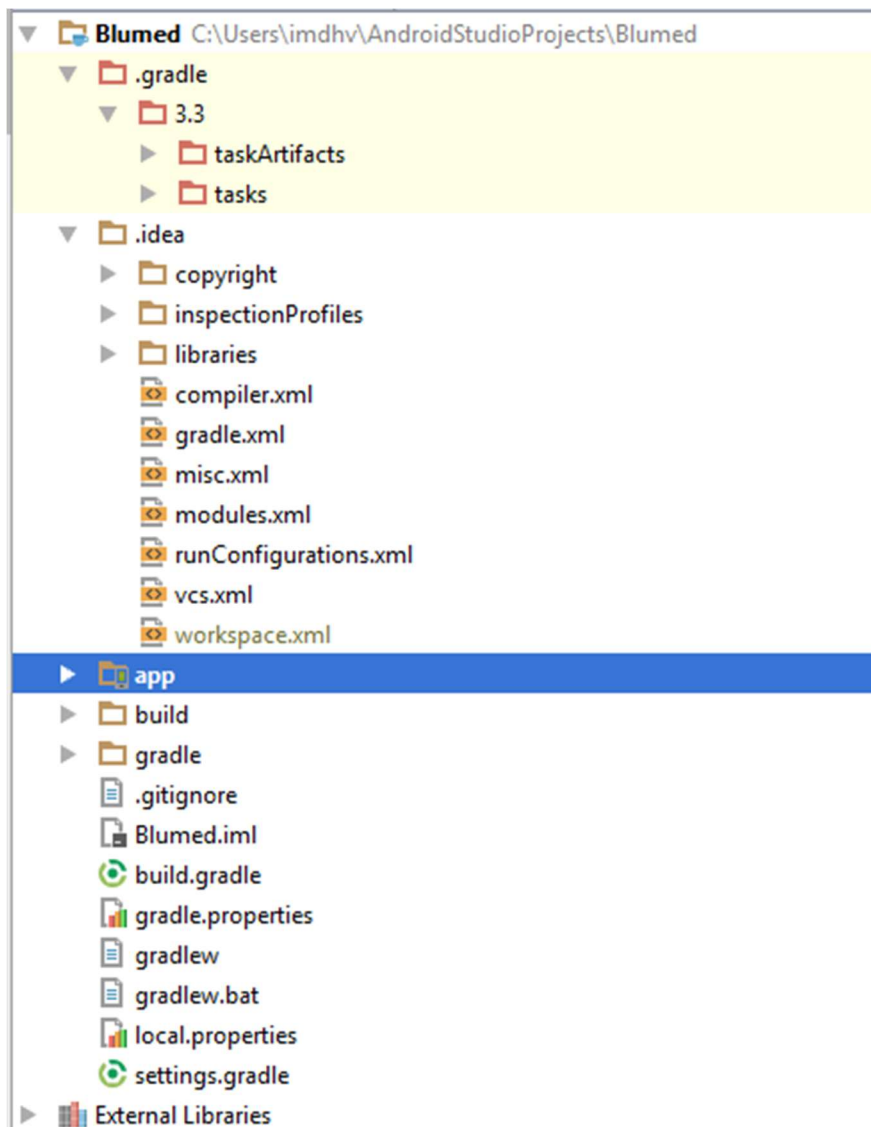 Blumed C:\Users\imdhv\AndroidStudioProjects\Blumed
.gradle
3.3
taskArtifacts
tasks
.idea
copyright
inspectionProfiles
libraries
compiler.xml
gradle.xml
misc.xml
modules.xml
runConfigurations.xml
vcs.xml
workspace.xml
app
build
gradle
.gitignore
Blumed.iml
build.gradle
gradle.properties
gradlew
gradlew.bat
local.properties
settings.gradle
External Libraries